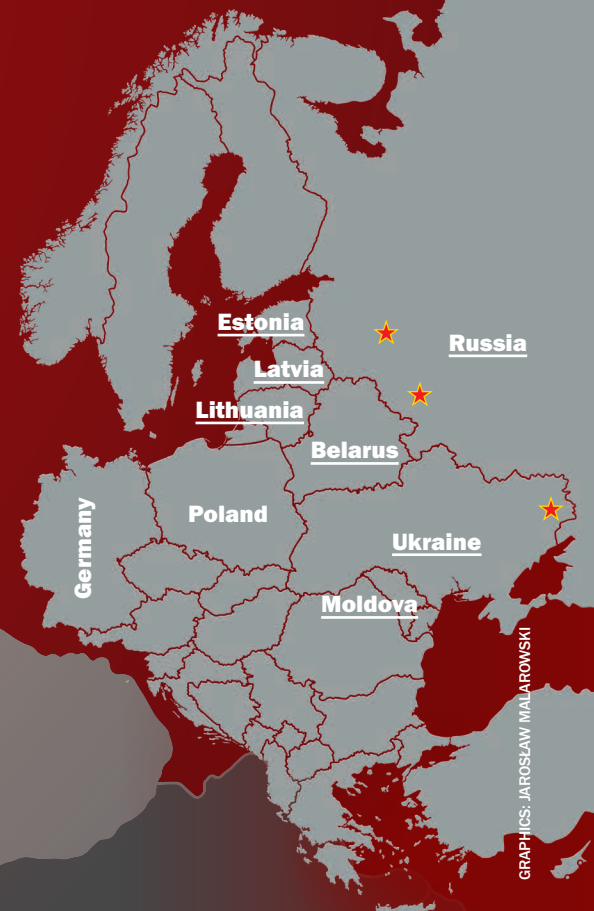 Estonia
Russia
Latvia
Lithuania
Belarus
Germany
Poland
Ukraine
Moldova
GRAPHICS: JAROSŁAW MALAROWSKI